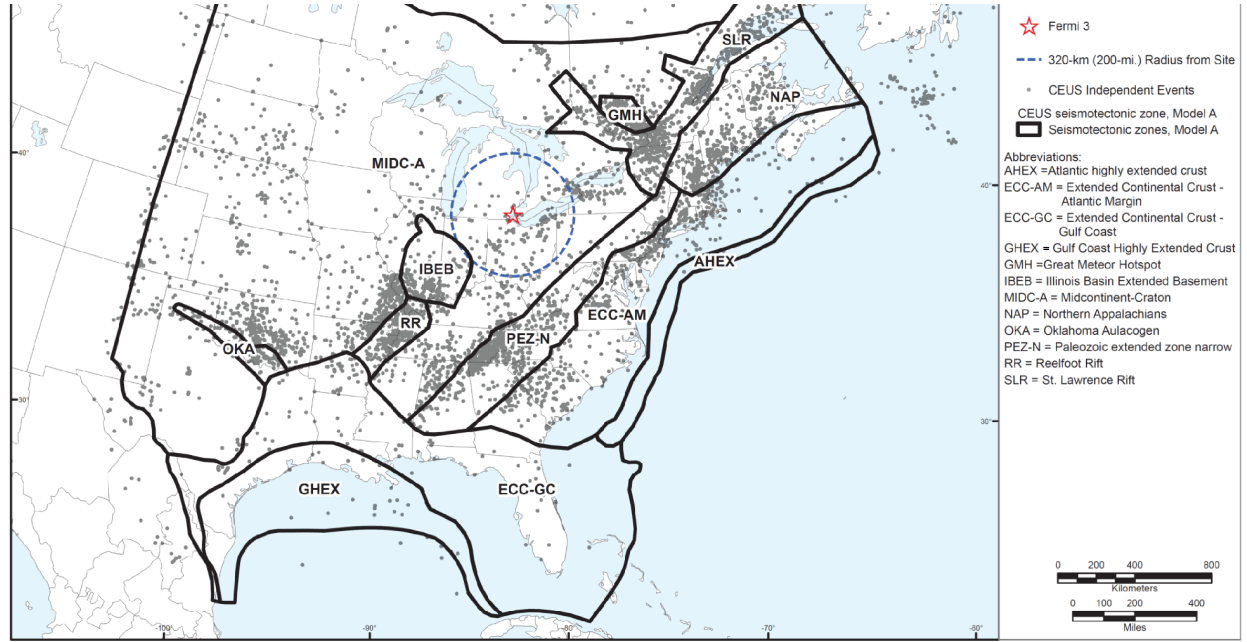 SLR
NAP
GMH
MIDC-A
40°
40°
IBEB
AHEX
RR
ECC-AM
PEZ-N
OKA
30°
30°
GHEX
ECC-GC
-100°
-90°
-80°
-70°
-60°
Fermi 3
320-km (200-mi.) Radius from Site
CEUS Independent Events
CEUS seismotectonic zone, Model A
Seismotectonic zones, Model A
Abbreviations:
AHEX =Atlantic highly extended crust
ECC-AM = Extended Continental Crust -
Atlantic Margin
ECC-GC = Extended Continental Crust -
Gulf Coast
GHEX = Gulf Coast Highly Extended Crust
GMH =Great Meteor Hotspot
IBEB = Illinois Basin Extended Basement
MIDC-A = Midcontinent-Craton
NAP = Northern Appalachians
OKA = Oklahoma Aulacogen
PEZ-N = Paleozoic extended zone narrow
RR = Reelfoot Rift
SLR = St. Lawrence Rift
0 200 400 800
Kilometers
0 100 200 400
Miles